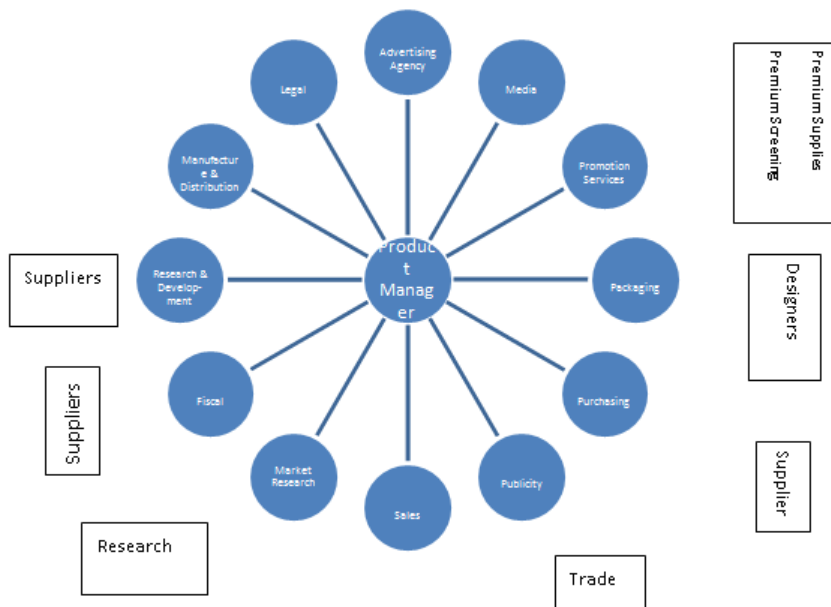 Advertising
Agency
Legal
Media
Premium Supplies
Premium Screening
Manufactur
e &
Distribution
Promotion
Services
Suppliers
Research &
Develop-
ment
Produc
t
Manag
er
Packaging
Designers
Suppliers
Fiscal
Purchasing
Market
Research
Sales
Publicity
Supplier
Research
Trade